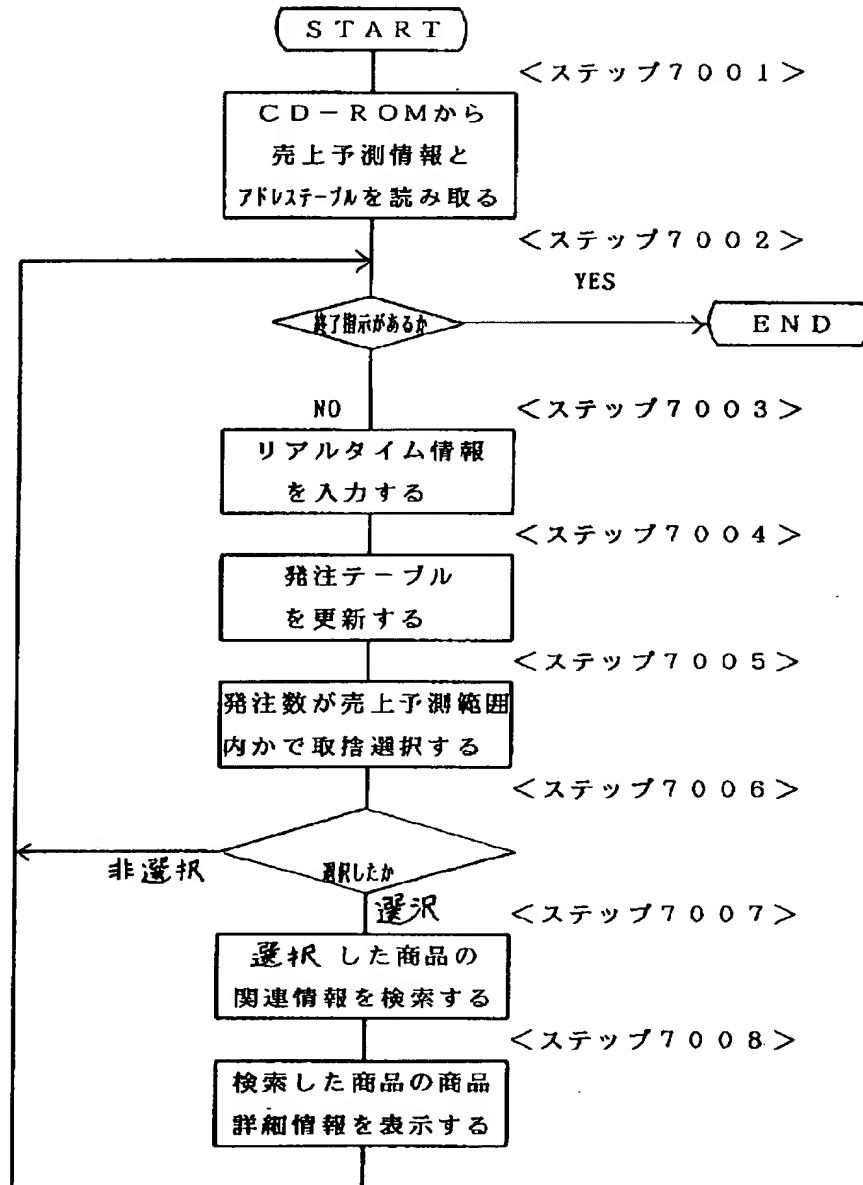 START
<ステップ7001>
CD-ROMから
売上予測情報と
アドレステーブルを読み取る
<ステップ7002>
YES
終了指示があるか
END
NO
<ステップ7003>
リアルタイム情報
を入力する
<ステップ7004>
発注テーブル
を更新する
<ステップ7005>
発注数が売上予測範囲
内かで取捨選択する
<ステップ7006>
選択したか
非選択
選択
<ステップ7007>
選択した商品の
関連情報を検索する
<ステップ7008>
検索した商品の商品
詳細情報を表示する